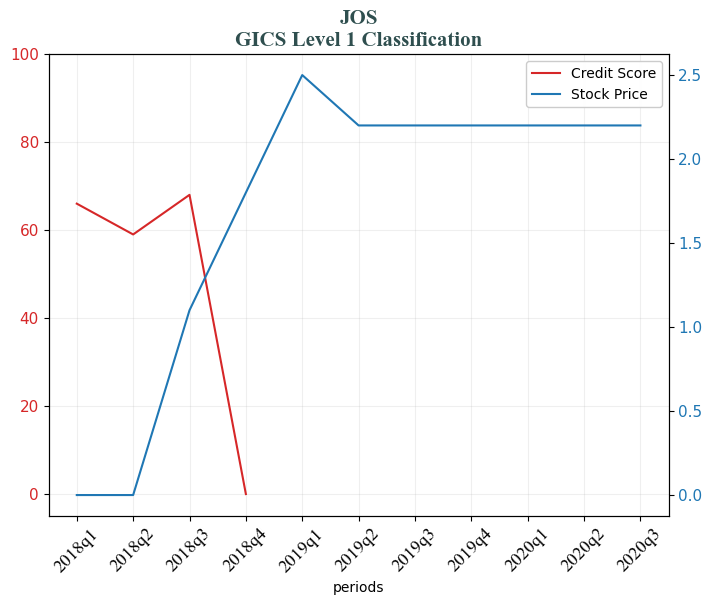 JOS
GICS Level 1 Classification
Credit Score
Stock Price
100
80
60
40
20
0
2.5
2.0
1.5
1.0
0.5
0.0
2018q1
2018q2
2018q3
2018q4
2019q1
2019q2
2019q3
2019q4
2020q1
2020q2
2020q3
periods